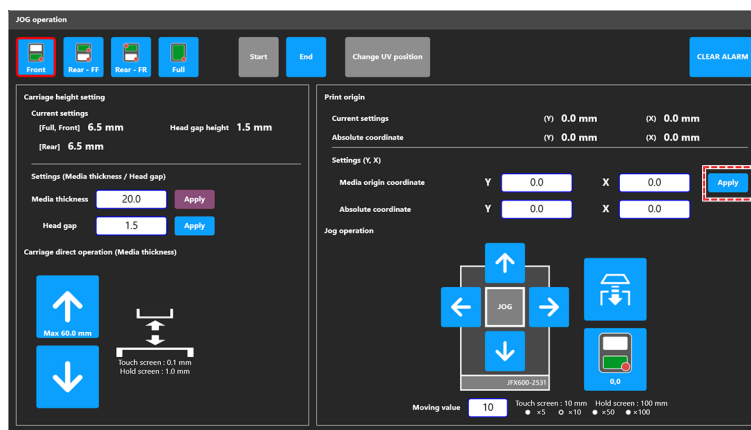 JOG operation
Front Rear - FF Rear - FR Full Start End Change UV position CLEAR ALARM
Carriage height setting
Current settings
[Full, Front] 6.5 mm Head gap height 1.5 mm
[Rear] 6.5 mm
Settings (Media thickness / Head gap)
Media thickness 20.0 Apply
Head gap 1.5 Apply
Carriage direct operation (Media thickness)
Max 60.0 mm
Touch screen : 0.1 mm
Hold screen : 1.0 mm
Print origin
Current settings (Y) 0.0 mm (X) 0.0 mm
Absolute coordinate (Y) 0.0 mm (X) 0.0 mm
Settings (Y, X)
Media origin coordinate Y 0.0 X 0.0 Apply
Absolute coordinate Y 0.0 X 0.0
Jog operation
JOG
JFX600-2531
0,0
Moving value 10 Touch screen : 10 mm Hold screen : 100 mm
×5 ×10 ×50 ×100